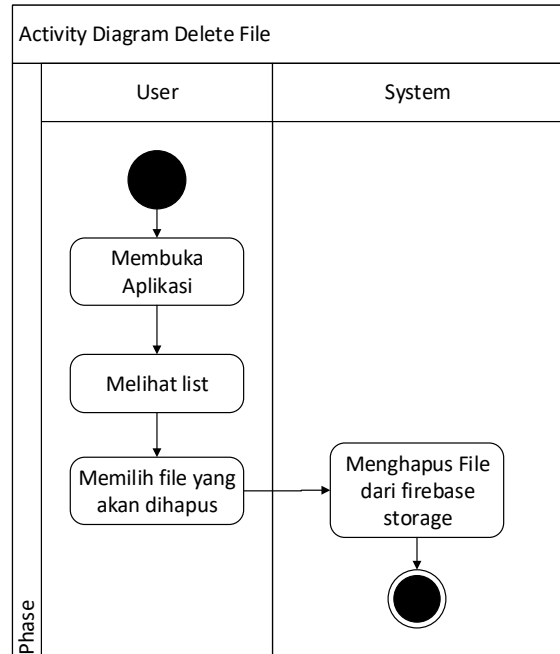 Activity Diagram Delete File
User
System
Membuka
Aplikasi
Melihat list
Memilih file yang
akan dihapus
Menghapus File
dari firebase
storage
Phase